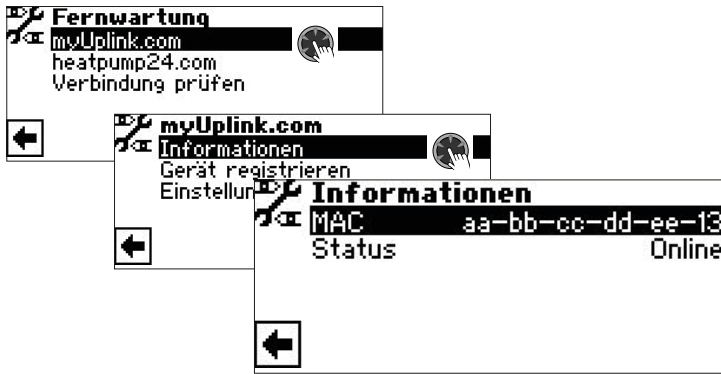 Fernwartung
myUplink.com
heatpump24.com
Verbindung prüfen
myUplink.com
Informationen
Gerät registrieren
Einstellun
Informationen
MAC aa-bb-cc-dd-ee-13
Status Online